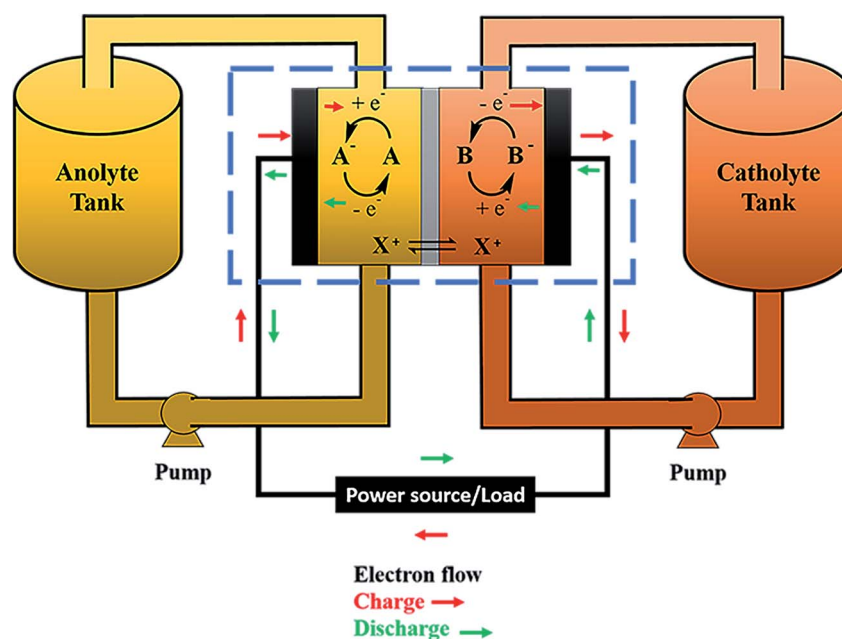 + e⁻
- e⁻
A⁻ A
B B⁻
- e⁻
+ e⁻
X⁺ X⁺
Anolyte
Tank
Catholyte
Tank
Pump
Pump
Power source/Load
Electron flow
Charge
Discharge